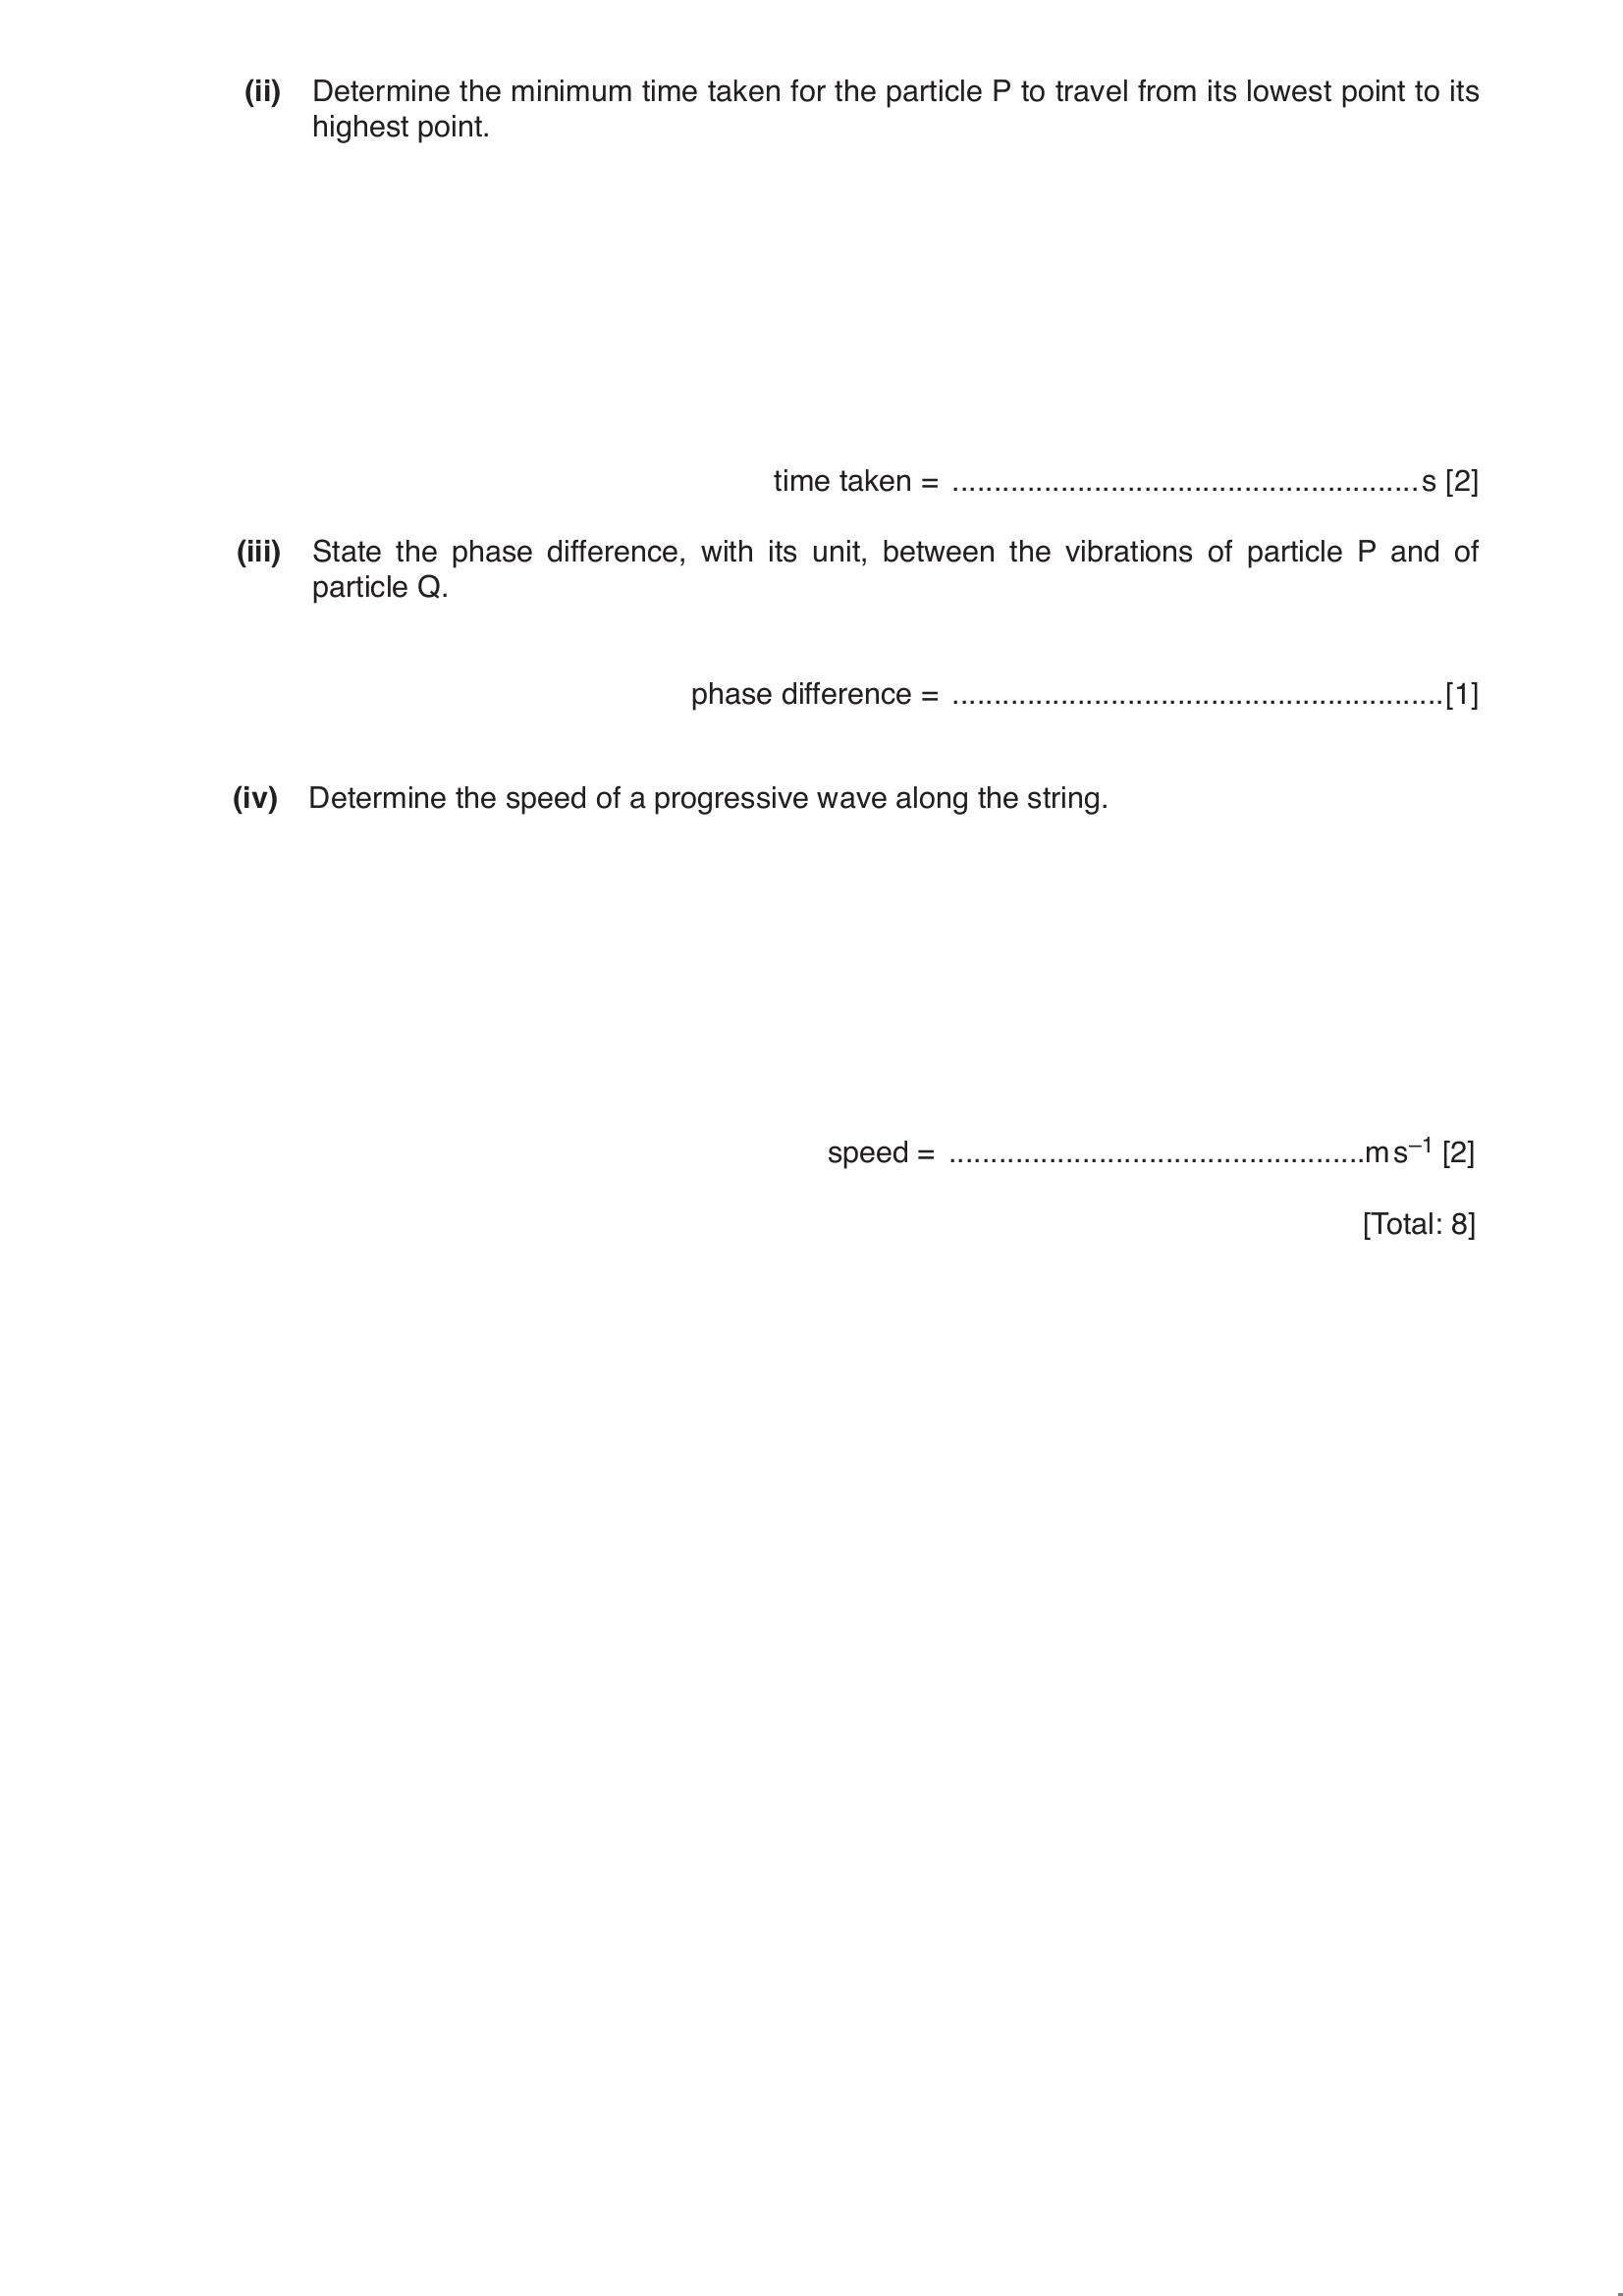 (ii) Determine the minimum time taken for the particle P to travel from its lowest point to its
highest point.
time taken = ........................................................ s [2]
(iii) State the phase difference, with its unit, between the vibrations of particle P and of
particle Q.
phase difference = ...........................................................[1]
(iv) Determine the speed of a progressive wave along the string.
speed = ..................................................m s⁻¹ [2]
[Total: 8]